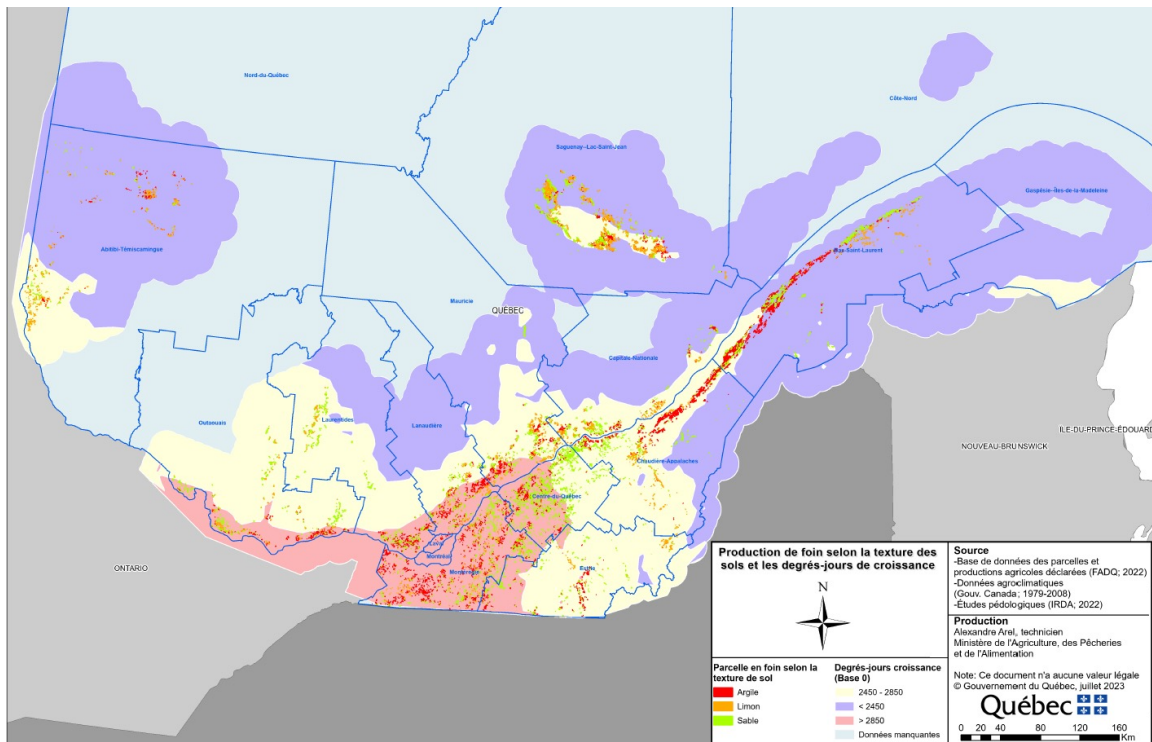 Nord-du-Québec
Côte-Nord
Saguenay--Lac-Saint-Jean
Gaspésie--Îles-de-la-Madeleine
Abitibi-Témiscamingue
Bas-Saint-Laurent
Mauricie
QUÉBEC
Capitale-Nationale
Outaouais
Laurentides
Lanaudière
ILE-DU-PRINCE-ÉDOUARD
NOUVEAU-BRUNSWICK
Chaudière-Appalaches
Centre-du-Québec
Laval
Montréal
Montérégie
Estrie
ONTARIO
Production de foin selon la texture des
sols et les degrés-jours de croissance
N
Parcelle en foin selon la
texture de sol
Argile
Limon
Sable
Degrés-jours croissance
(Base 0)
2450 - 2850
< 2450
> 2850
Données manquantes
Source
-Base de données des parcelles et
productions agricoles déclarées (FADQ; 2022)
-Données agroclimatiques
(Gouv. Canada; 1979-2008)
-Études pédologiques (IRDA; 2022)
Production
Alexandre Arel, technicien
Ministère de l'Agriculture, des Pêcheries
et de l'Alimentation
Note: Ce document n'a aucune valeur légale
© Gouvernement du Québec, juillet 2023
Québec
0 20 40 80 120 160
Km